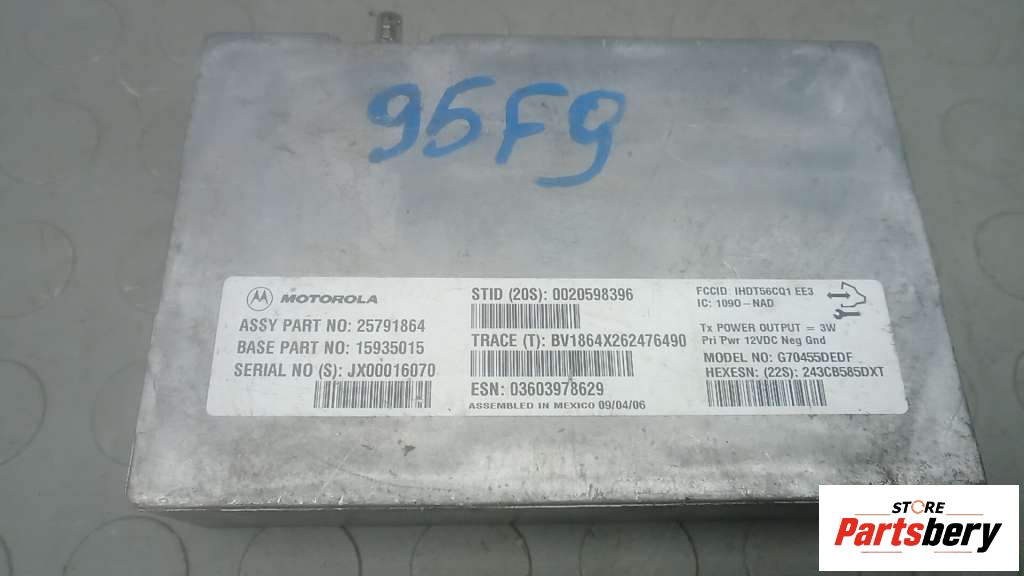 95F9
MOTOROLA
ASSY PART NO: 25791864
BASE PART NO: 15935015
SERIAL NO (S): JX00016070
STID (20S): 0020598396
TRACE (T): BV1864X262476490
ESN: 03603978629
ASSEMBLED IN MEXICO 09/04/06
FCCID: IHDT56CQ1 EE3
IC: 109O-NAD
Tx POWER OUTPUT = 3W
Pri Pwr 12VDC Neg Gnd
MODEL NO: G70455DEDF
HEXESN: (22S): 243CB585DXT
STORE
Partsbery